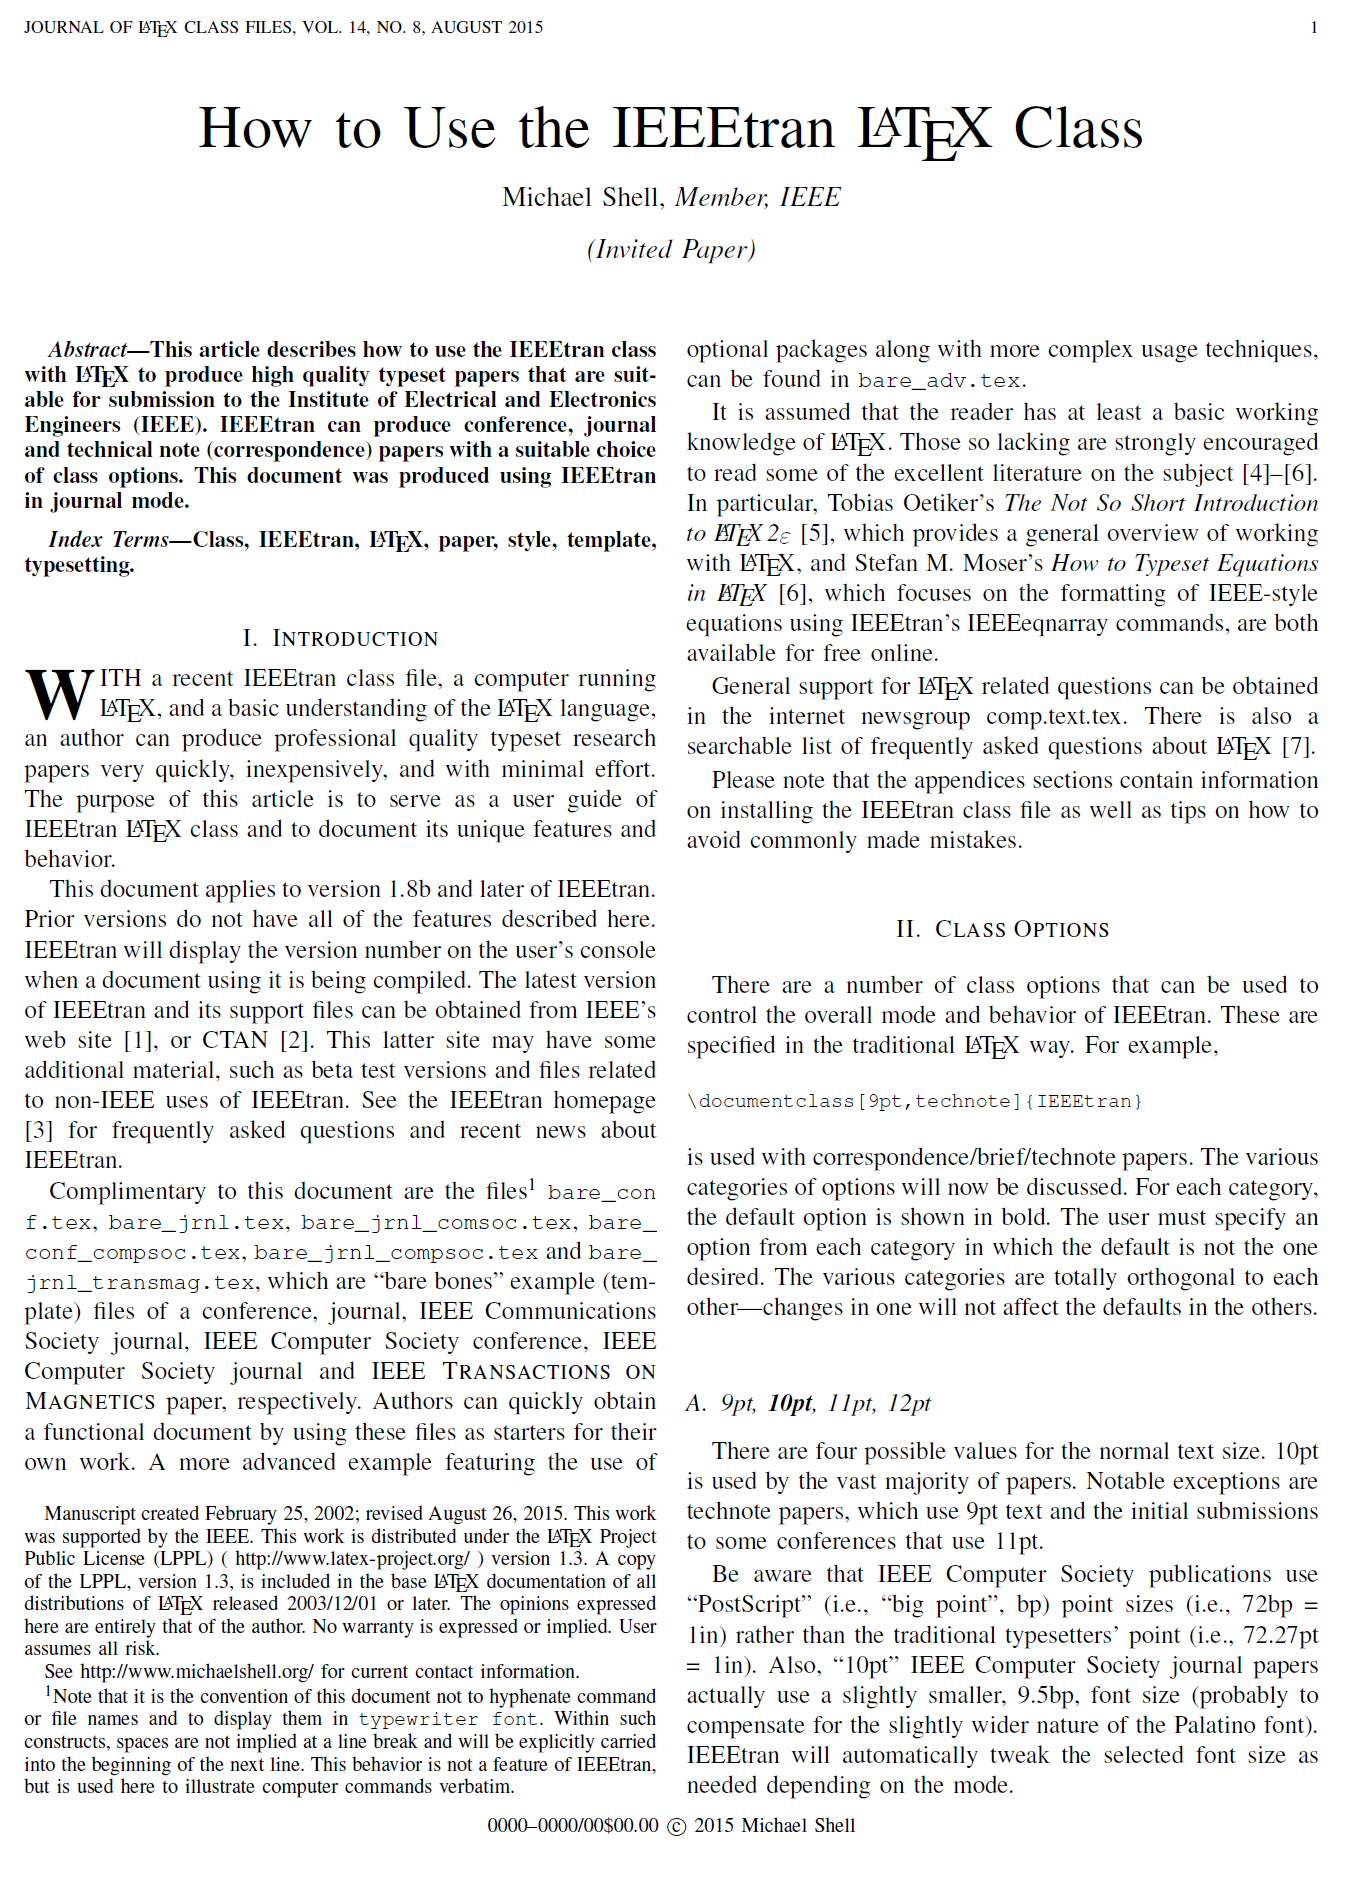 JOURNAL OF LATEX CLASS FILES, VOL. 14, NO. 8, AUGUST 2015
1
How to Use the IEEEtran LATEX Class
Michael Shell, Member, IEEE
(Invited Paper)
Abstract—This article describes how to use the IEEEtran class
with LATEX to produce high quality typeset papers that are suit-
able for submission to the Institute of Electrical and Electronics
Engineers (IEEE). IEEEtran can produce conference, journal
and technical note (correspondence) papers with a suitable choice
of class options. This document was produced using IEEEtran
in journal mode.
Index Terms—Class, IEEEtran, LATEX, paper, style, template,
typesetting.
I. INTRODUCTION
WITH a recent IEEEtran class file, a computer running
LATEX, and a basic understanding of the LATEX language,
an author can produce professional quality typeset research
papers very quickly, inexpensively, and with minimal effort.
The purpose of this article is to serve as a user guide of
IEEEtran LATEX class and to document its unique features and
behavior.
This document applies to version 1.8b and later of IEEEtran.
Prior versions do not have all of the features described here.
IEEEtran will display the version number on the user’s console
when a document using it is being compiled. The latest version
of IEEEtran and its support files can be obtained from IEEE’s
web site [1], or CTAN [2]. This latter site may have some
additional material, such as beta test versions and files related
to non-IEEE uses of IEEEtran. See the IEEEtran homepage
[3] for frequently asked questions and recent news about
IEEEtran.
Complimentary to this document are the files1 bare_con
f.tex, bare_jrnl.tex, bare_jrnl_comsoc.tex, bare_
conf_compsoc.tex, bare_jrnl_compsoc.tex and bare_
jrnl_transmag.tex, which are “bare bones” example (tem-
plate) files of a conference, journal, IEEE Communications
Society journal, IEEE Computer Society conference, IEEE
Computer Society journal and IEEE TRANSACTIONS ON
MAGNETICS paper, respectively. Authors can quickly obtain
a functional document by using these files as starters for their
own work. A more advanced example featuring the use of
Manuscript created February 25, 2002; revised August 26, 2015. This work
was supported by the IEEE. This work is distributed under the LATEX Project
Public License (LPPL) ( http://www.latex-project.org/ ) version 1.3. A copy
of the LPPL, version 1.3, is included in the base LATEX documentation of all
distributions of LATEX released 2003/12/01 or later. The opinions expressed
here are entirely that of the author. No warranty is expressed or implied. User
assumes all risk.
See http://www.michaelshell.org/ for current contact information.
1Note that it is the convention of this document not to hyphenate command
or file names and to display them in typewriter font. Within such
constructs, spaces are not implied at a line break and will be explicitly carried
into the beginning of the next line. This behavior is not a feature of IEEEtran,
but is used here to illustrate computer commands verbatim.
optional packages along with more complex usage techniques,
can be found in bare_adv.tex.
It is assumed that the reader has at least a basic working
knowledge of LATEX. Those so lacking are strongly encouraged
to read some of the excellent literature on the subject [4]–[6].
In particular, Tobias Oetiker’s The Not So Short Introduction
to LATEX 2ε [5], which provides a general overview of working
with LATEX, and Stefan M. Moser’s How to Typeset Equations
in LATEX [6], which focuses on the formatting of IEEE-style
equations using IEEEtran’s IEEEeqnarray commands, are both
available for free online.
General support for LATEX related questions can be obtained
in the internet newsgroup comp.text.tex. There is also a
searchable list of frequently asked questions about LATEX [7].
Please note that the appendices sections contain information
on installing the IEEEtran class file as well as tips on how to
avoid commonly made mistakes.
II. CLASS OPTIONS
There are a number of class options that can be used to
control the overall mode and behavior of IEEEtran. These are
specified in the traditional LATEX way. For example,
\documentclass[9pt,technote]{IEEEtran}
is used with correspondence/brief/technote papers. The various
categories of options will now be discussed. For each category,
the default option is shown in bold. The user must specify an
option from each category in which the default is not the one
desired. The various categories are totally orthogonal to each
other—changes in one will not affect the defaults in the others.
A. 9pt, 10pt, 11pt, 12pt
There are four possible values for the normal text size. 10pt
is used by the vast majority of papers. Notable exceptions are
technote papers, which use 9pt text and the initial submissions
to some conferences that use 11pt.
Be aware that IEEE Computer Society publications use
“PostScript” (i.e., “big point”, bp) point sizes (i.e., 72bp =
1in) rather than the traditional typesetters’ point (i.e., 72.27pt
= 1in). Also, “10pt” IEEE Computer Society journal papers
actually use a slightly smaller, 9.5bp, font size (probably to
compensate for the slightly wider nature of the Palatino font).
IEEEtran will automatically tweak the selected font size as
needed depending on the mode.
0000–0000/00$00.00 © 2015 Michael Shell